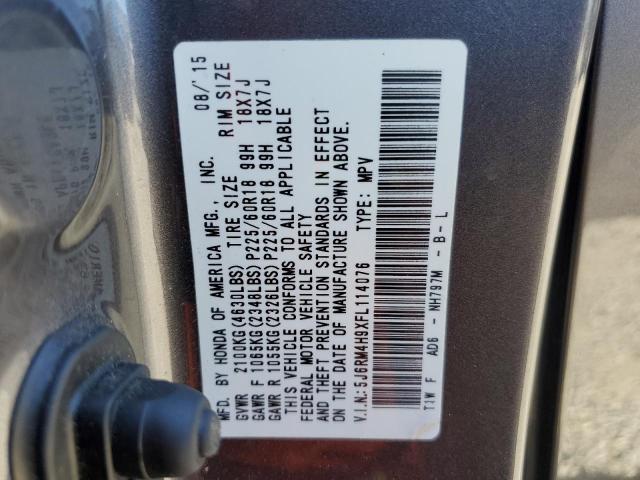 MFD. BY HONDA OF AMERICA MFG., INC. 08/'15
GVWR 2100KG(4630LBS) TIRE SIZE RIM SIZE
GAWR F 1065KG(2348LBS) P225/60R18 99H 18X7J
GAWR R 1055KG(2326LBS) P225/60R18 99H 18X7J
THIS VEHICLE CONFORMS TO ALL APPLICABLE
FEDERAL MOTOR VEHICLE SAFETY
AND THEFT PREVENTION STANDARDS IN EFFECT
ON THE DATE OF MANUFACTURE SHOWN ABOVE.
V.I.N.: 5J6RM4H9XFL114076 TYPE: MPV
T1W F AD6 - NH797M - B - L